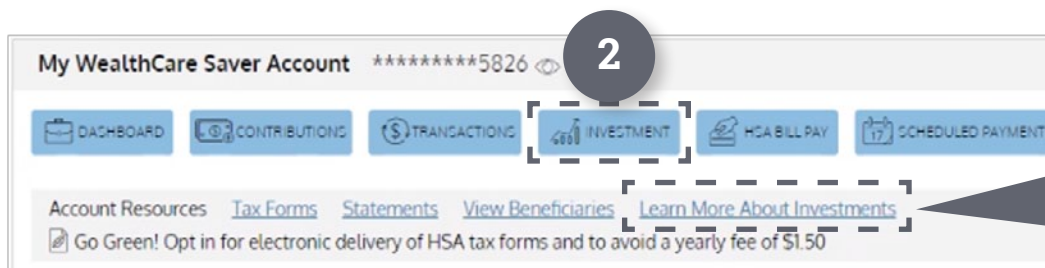 2
My WealthCare Saver Account *********5826
DASHBOARD CONTRIBUTIONS TRANSACTIONS INVESTMENT HSA BILL PAY SCHEDULED PAYMENT
Account Resources Tax Forms Statements View Beneficiaries Learn More About Investments
Go Green! Opt in for electronic delivery of HSA tax forms and to avoid a yearly fee of $1.50